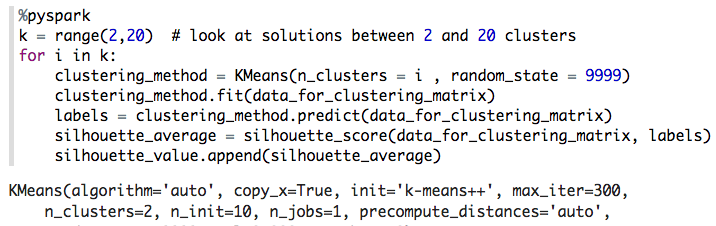 %pyspark
k = range(2,20)  # look at solutions between 2 and 20 clusters
for i in k:
    clustering_method = KMeans(n_clusters = i , random_state = 9999)
    clustering_method.fit(data_for_clustering_matrix)
    labels = clustering_method.predict(data_for_clustering_matrix)
    silhouette_average = silhouette_score(data_for_clustering_matrix, labels)
    silhouette_value.append(silhouette_average)
KMeans(algorithm='auto', copy_x=True, init='k-means++', max_iter=300,
    n_clusters=2, n_init=10, n_jobs=1, precompute_distances='auto',